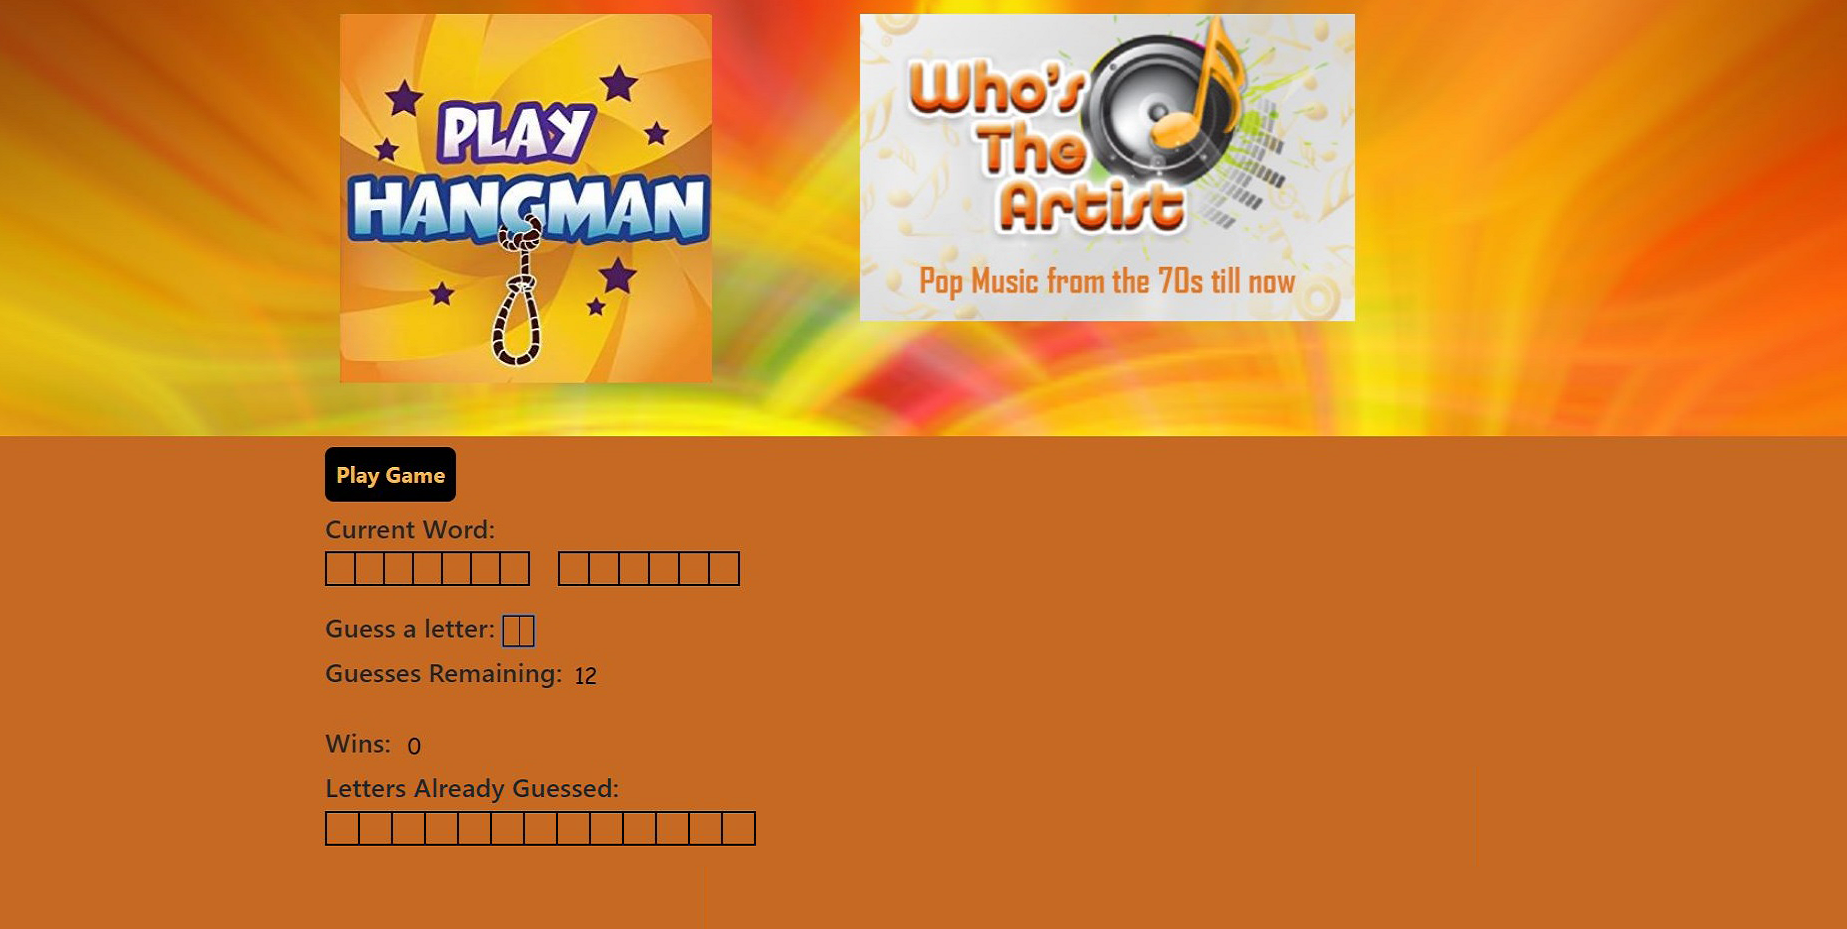 PLAY
HANGMAN
Who's
The
Artist
Pop Music from the 70s till now
Play Game
Current Word:
Guess a letter:
Guesses Remaining: 12
Wins: 0
Letters Already Guessed: